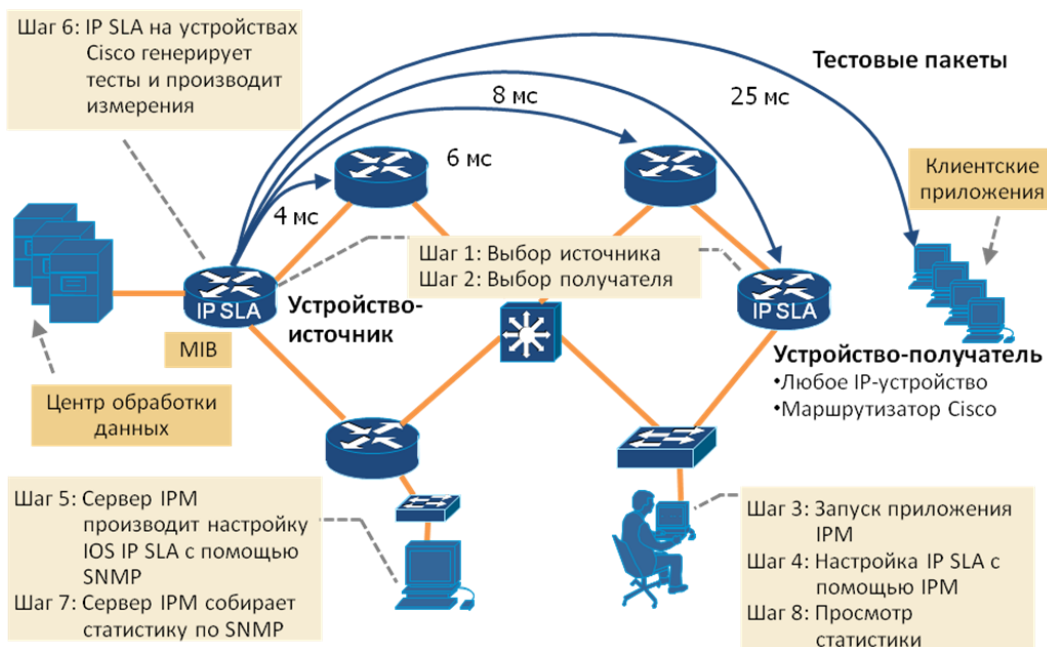 Шаг 6: IP SLA на устройствах
Cisco генерирует
тесты и производит
измерения
Тестовые пакеты
8 мс
25 мс
6 мс
4 мс
Клиентские
приложения
Шаг 1: Выбор источника
Шаг 2: Выбор получателя
IP SLA
Устройство-
источник
IP SLA
MIB
Устройство-получатель
•Любое IP-устройство
•Маршрутизатор Cisco
Центр обработки
данных
Шаг 5: Сервер IPM
производит настройку
IOS IP SLA с помощью
SNMP
Шаг 7: Сервер IPM собирает
статистику по SNMP
Шаг 3: Запуск приложения
IPM
Шаг 4: Настройка IP SLA с
помощью IPM
Шаг 8: Просмотр
статистики